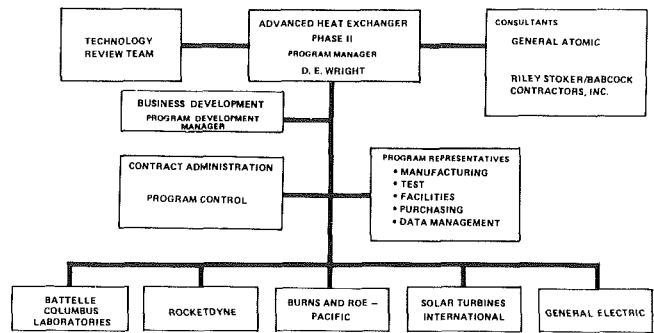 TECHNOLOGY
REVIEW TEAM
ADVANCED HEAT EXCHANGER
PHASE II
PROGRAM MANAGER
D. E. WRIGHT
CONSULTANTS
GENERAL ATOMIC
RILEY STOKER/BABCOCK
CONTRACTORS, INC.
BUSINESS DEVELOPMENT
PROGRAM DEVELOPMENT
MANAGER
CONTRACT ADMINISTRATION
PROGRAM CONTROL
PROGRAM REPRESENTATIVES
• MANUFACTURING
• TEST
• FACILITIES
• PURCHASING
• DATA MANAGEMENT
BATTELLE
COLUMBUS
LABORATORIES
ROCKETDYNE
BURNS AND ROE –
PACIFIC
SOLAR TURBINES
INTERNATIONAL
GENERAL ELECTRIC